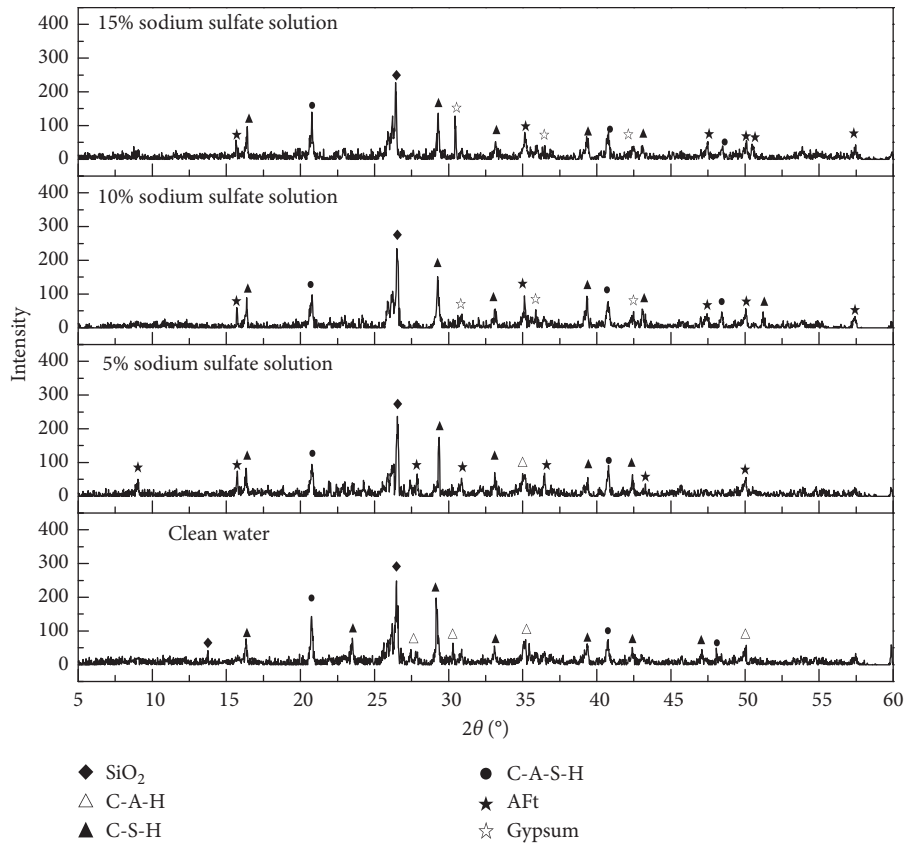 15% sodium sulfate solution
400
300
200
100
0
10% sodium sulfate solution
400
300
200
100
0
5% sodium sulfate solution
400
300
200
100
0
Clean water
400
300
200
100
0
Intensity
5 10 15 20 25 30 35 40 45 50 55 60
2θ (°)
SiO₂
C-A-H
C-S-H
C-A-S-H
AFt
Gypsum